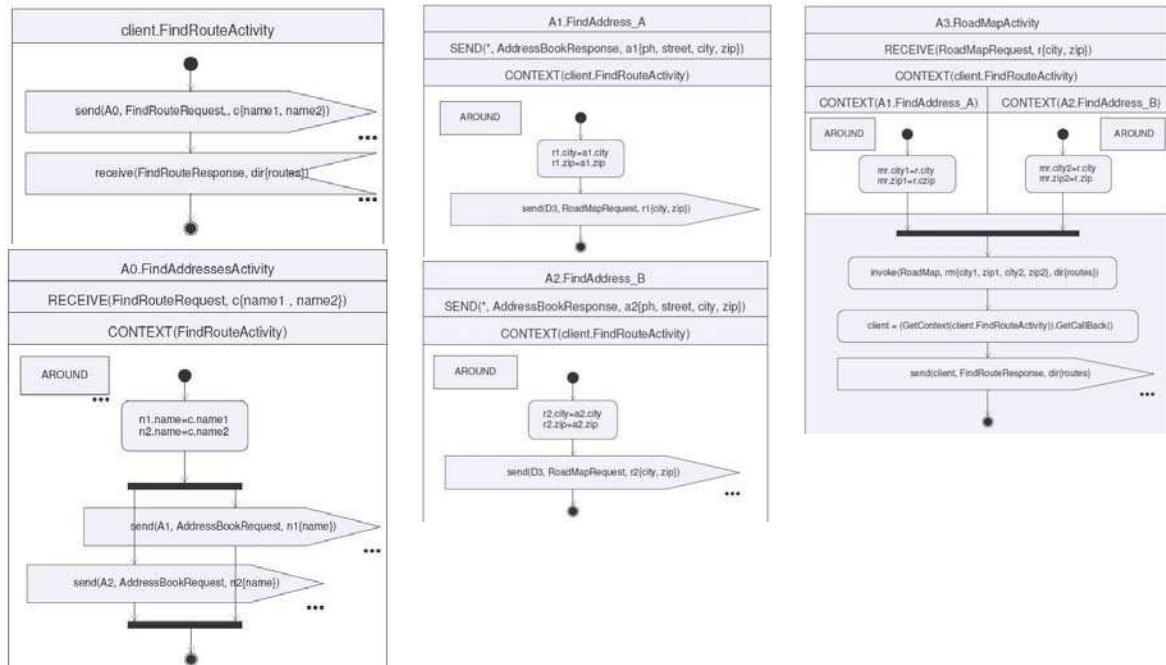 client.FindRouteActivity
send(A0, FindRouteRequest,, c{name1, name2})
receive(FindRouteResponse, dir{routes})
A0.FindAddressesActivity
RECEIVE(FindRouteRequest, c{name1 , name2})
CONTEXT(FindRouteActivity)
AROUND
n1.name=c.name1
n2.name=c.name2
send(A1, AddressBookRequest, n1{name})
send(A2, AddressBookRequest, n2{name})
A1.FindAddress_A
SEND(*, AddressBookResponse, a1{ph, street, city, zip})
CONTEXT(client.FindRouteActivity)
AROUND
r1.city=a1.city
r1.zip=a1.zip
send(D3, RoadMapRequest, r1{city, zip})
A2.FindAddress_B
SEND(*, AddressBookResponse, a2{ph, street, city, zip})
CONTEXT(client.FindRouteActivity)
AROUND
r2.city=a2.city
r2.zip=a2.zip
send(D3, RoadMapRequest, r2{city, zip})
A3.RoadMapActivity
RECEIVE(RoadMapRequest, r{city, zip})
CONTEXT(client.FindRouteActivity)
CONTEXT(A1.FindAddress_A)
CONTEXT(A2.FindAddress_B)
AROUND
AROUND
mr.city1=r.city
mr.zip1=r.czip
mr.city2=r.city
mr.zip2=r.zip
invoke(RoadMap, rm{city1, zip1, city2, zip2}, dir{routes})
client = (GetContext(client.FindRouteActivity)).GetCallBack()
send(client, FindRouteResponse, dir{routes)